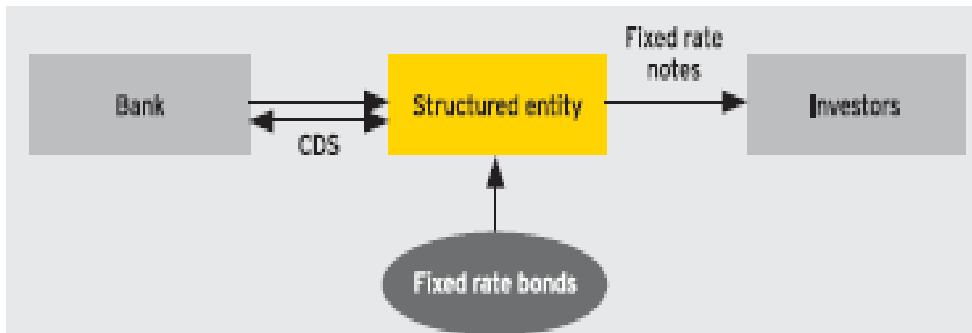 Fixed rate
notes
Bank
Structured entity
Investors
CDS
Fixed rate bonds